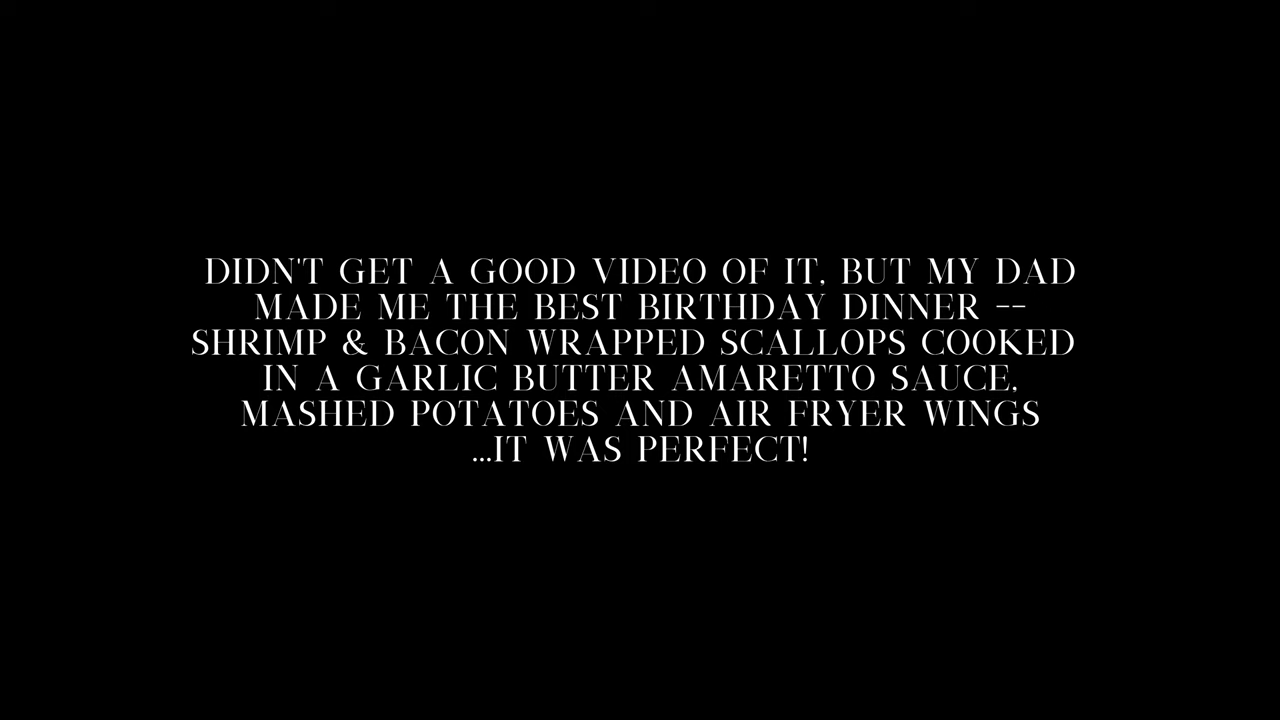 DIDN'T GET A GOOD VIDEO OF IT, BUT MY DAD
MADE ME THE BEST BIRTHDAY DINNER --
SHRIMP & BACON WRAPPED SCALLOPS COOKED
IN A GARLIC BUTTER AMARETTO SAUCE,
MASHED POTATOES AND AIR FRYER WINGS
...IT WAS PERFECT!